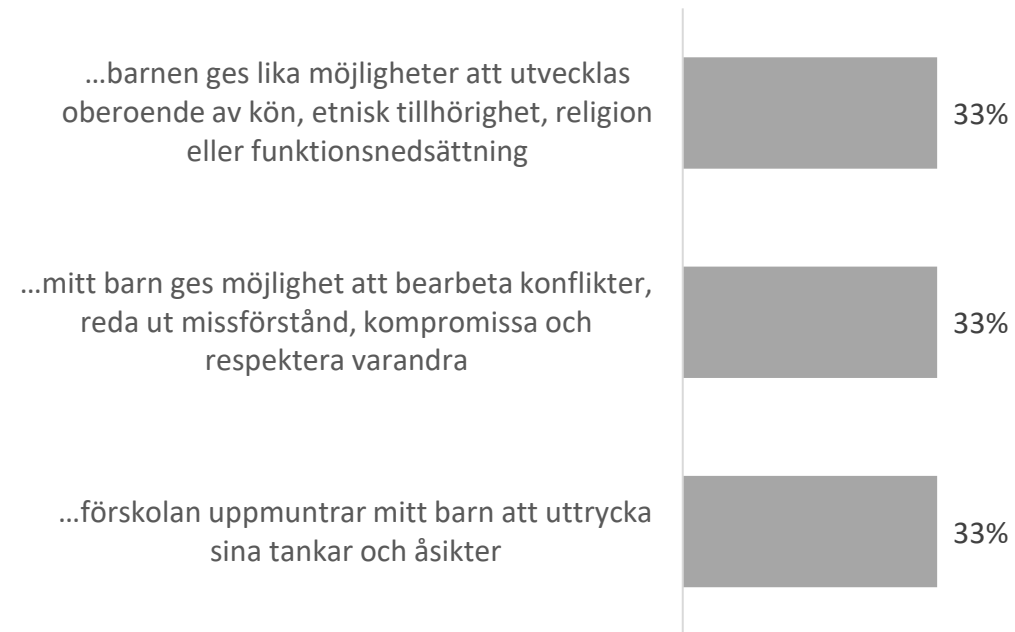 …barnen ges lika möjligheter att utvecklas
oberoende av kön, etnisk tillhörighet, religion
eller funktionsnedsättning
33%
…mitt barn ges möjlighet att bearbeta konflikter,
reda ut missförstånd, kompromissa och
respektera varandra
33%
…förskolan uppmuntrar mitt barn att uttrycka
sina tankar och åsikter
33%